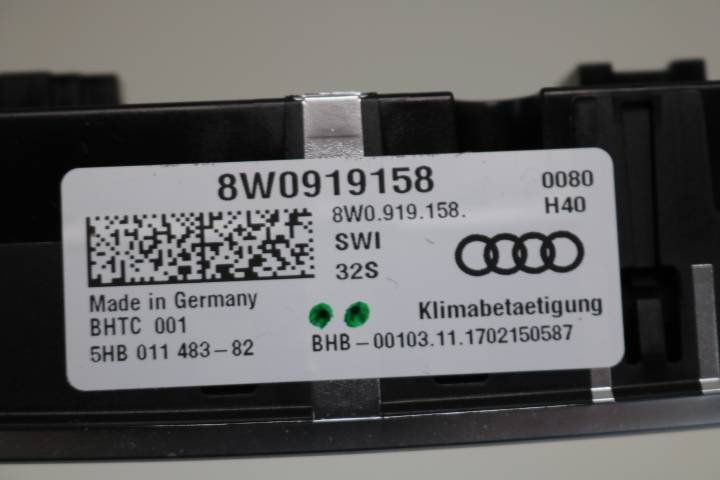 8W0919158
0080
8W0.919.158.
H40
SWI
32S
Made in Germany
BHTC 001
Klimabetaetigung
5HB 011 483-82
BHB-00103.11.1702150587